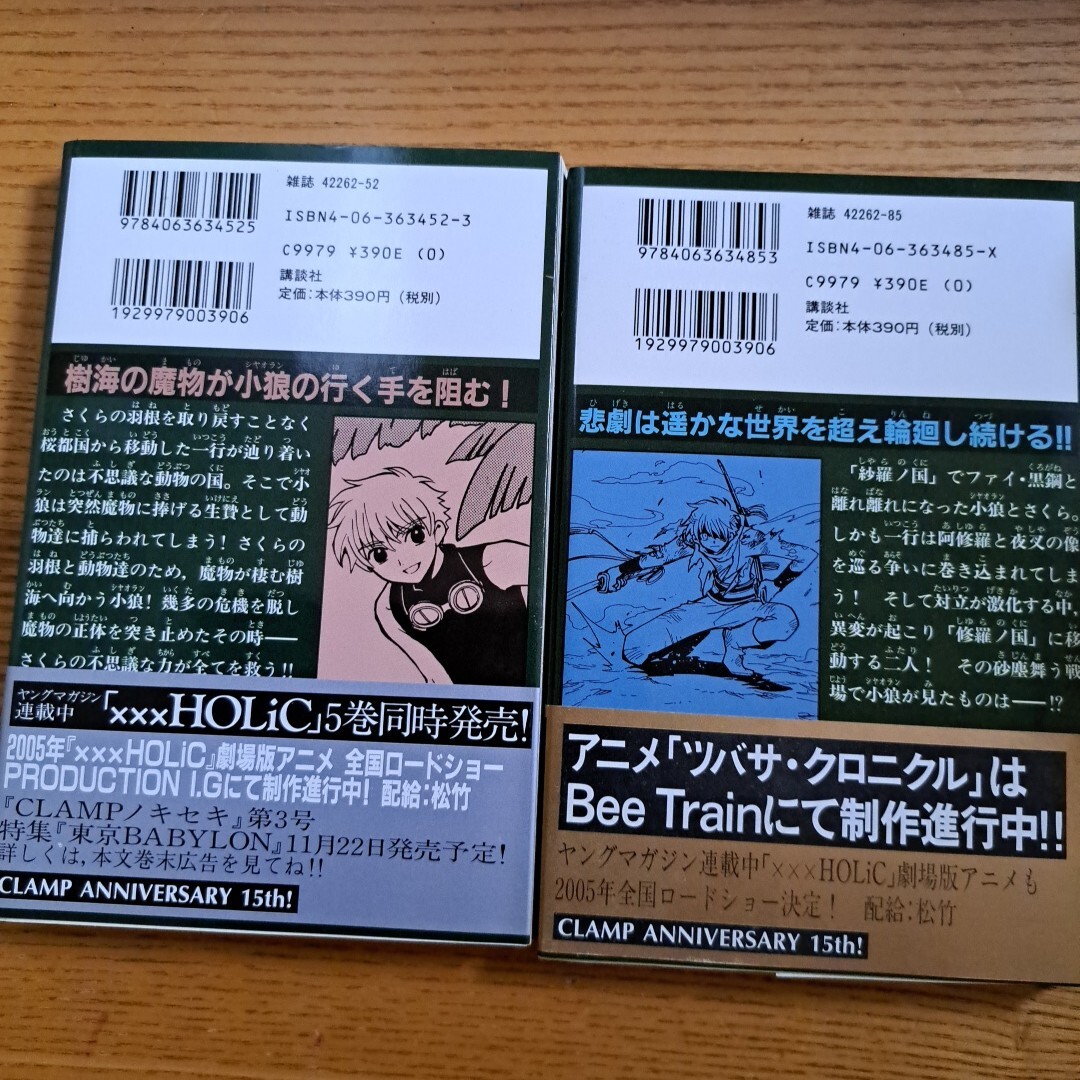 雑誌 42262-52
ISBN4-06-363452-3
9784063634525
C9979 ¥390E (0)
講談社
定価:本体390円(税別)
1929979003906
樹海の魔物が小狼の行く手を阻む!
さくらの羽根を取り戻すことなく
桜都国から移動した一行が辿り着い
たのは不思議な動物の国。そこで小
狼は突然魔物に捧げる生贄として動
物達に捕らわれてしまう! さくらの
羽根と動物達のため、魔物が棲む樹
海へ向かう小狼! 幾多の危機を脱し
魔物の正体を突き止めたその時──
さくらの不思議な力が全てを救う!!
ヤングマガジン連載中「×××HOLiC」5巻同時発売!
2005年『×××HOLiC』劇場版アニメ 全国ロードショー
PRODUCTION I.Gにて制作進行中! 配給:松竹
『CLAMPノキセキ』第3号
特集『東京BABYLON』11月22日発売予定!
詳しくは、本文巻末広告を見てね!!
CLAMP ANNIVERSARY 15th!
雑誌 42262-85
ISBN4-06-363485-X
9784063634853
C9979 ¥390E (0)
講談社
定価:本体390円(税別)
1929979003906
悲劇は遥かな世界を超え輪廻し続ける!!
「紗羅ノ国」でファイ・黒鋼と
離れ離れになった小狼とさくら。
しかも一行は阿修羅と夜叉の像
を巡る争いに巻き込まれてしま
う! そして対立が激化する中、
異変が起こり「修羅ノ国」に移
動する二人! その砂塵舞う戦
場で小狼が見たものは──!?
アニメ「ツバサ・クロニクル」は
Bee Trainにて制作進行中!!
ヤングマガジン連載中「×××HOLiC」劇場版アニメも
2005年全国ロードショー決定! 配給:松竹
CLAMP ANNIVERSARY 15th!